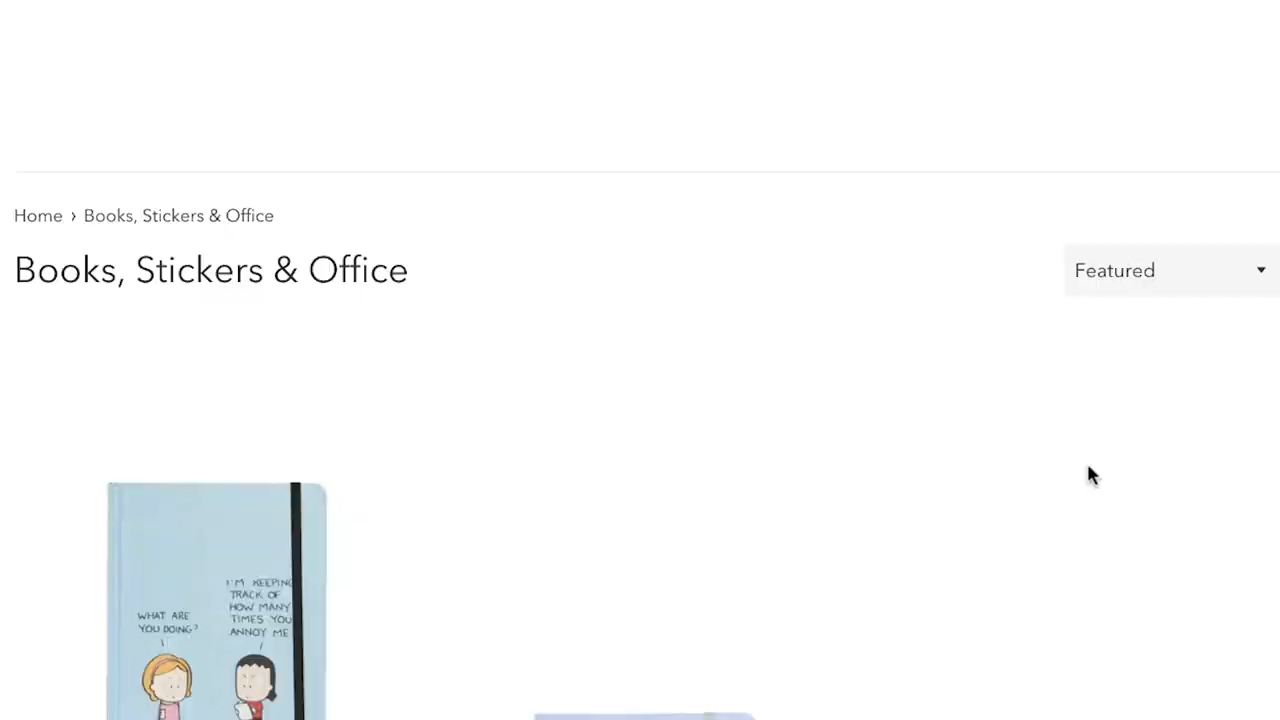 Home › Books, Stickers & Office
Books, Stickers & Office
Featured
WHAT ARE
YOU DOING?
I'M KEEPING
TRACK OF
HOW MANY
TIMES YOU
ANNOY ME